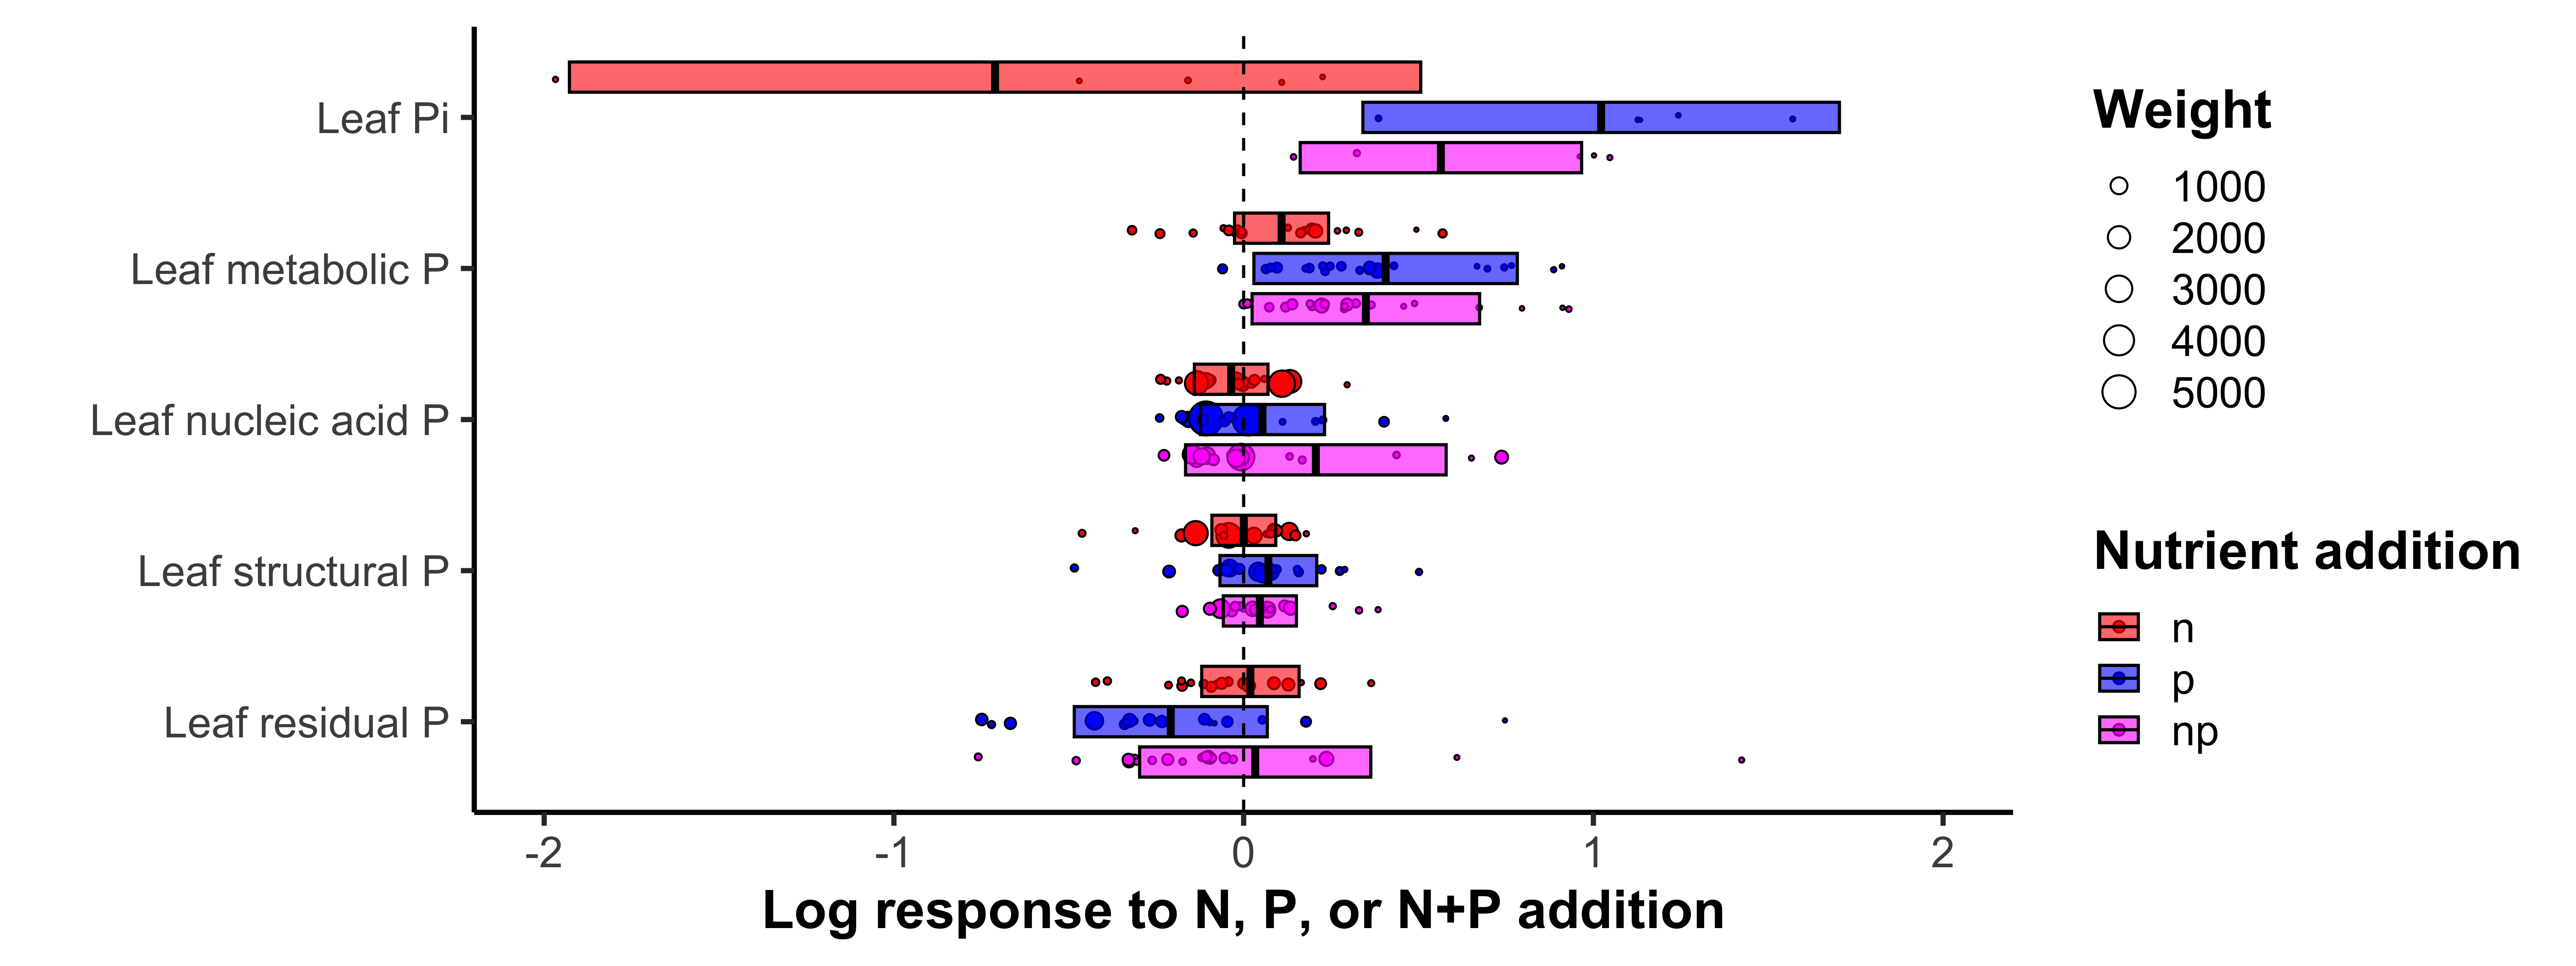 Leaf Pi
Leaf metabolic P
Leaf nucleic acid P
Leaf structural P
Leaf residual P
-2
-1
0
1
2
Log response to N, P, or N+P addition
Weight
1000
2000
3000
4000
5000
Nutrient addition
n
p
np